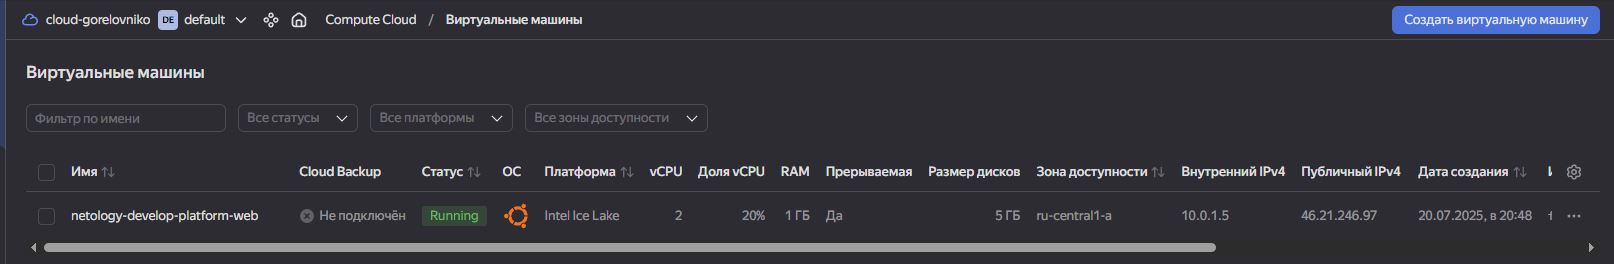 cloud-gorelovniko DE default Compute Cloud / Виртуальные машины Создать виртуальную машину
Виртуальные машины
Фильтр по имени Все статусы Все платформы Все зоны доступности
Имя Cloud Backup Статус ОС Платформа vCPU Доля vCPU RAM Прерываемая Размер дисков Зона доступности Внутренний IPv4 Публичный IPv4 Дата создания
netology-develop-platform-web Не подключён Running Intel Ice Lake 2 20% 1 ГБ Да 5 ГБ ru-central1-a 10.0.1.5 46.21.246.97 20.07.2025, в 20:48